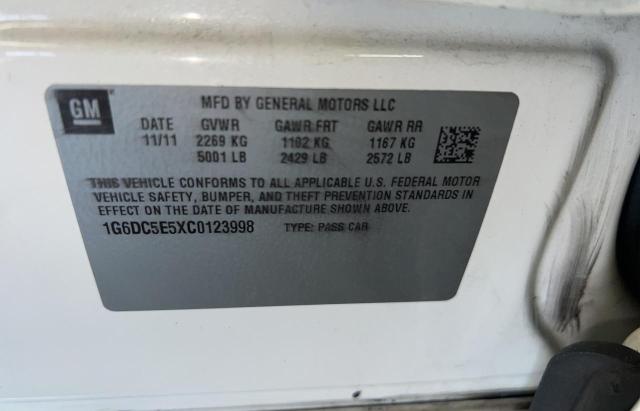 GM
MFD BY GENERAL MOTORS LLC
DATE GVWR GAWR FRT GAWR RR
11/11 2269 KG 1102 KG 1167 KG
5001 LB 2429 LB 2572 LB
THIS VEHICLE CONFORMS TO ALL APPLICABLE U.S. FEDERAL MOTOR
VEHICLE SAFETY, BUMPER, AND THEFT PREVENTION STANDARDS IN
EFFECT ON THE DATE OF MANUFACTURE SHOWN ABOVE.
1G6DC5E5XC0123998 TYPE: PASS CAR